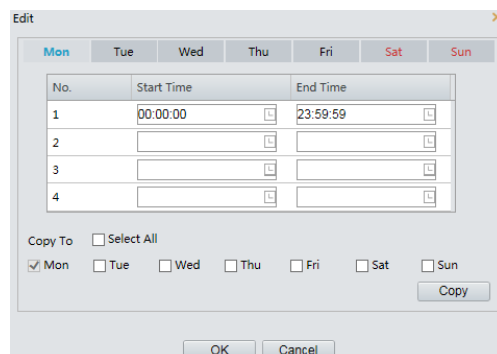 Edit
Mon Tue Wed Thu Fri Sat Sun
No. Start Time End Time
1 00:00:00 23:59:59
2
3
4
Copy To Select All
Mon Tue Wed Thu Fri Sat Sun
Copy
OK Cancel